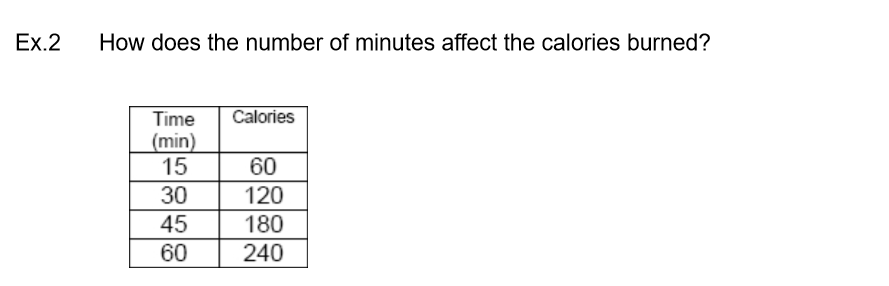 Ex.2 How does the number of minutes affect the calories burned?
Time (min) Calories
15 60
30 120
45 180
60 240